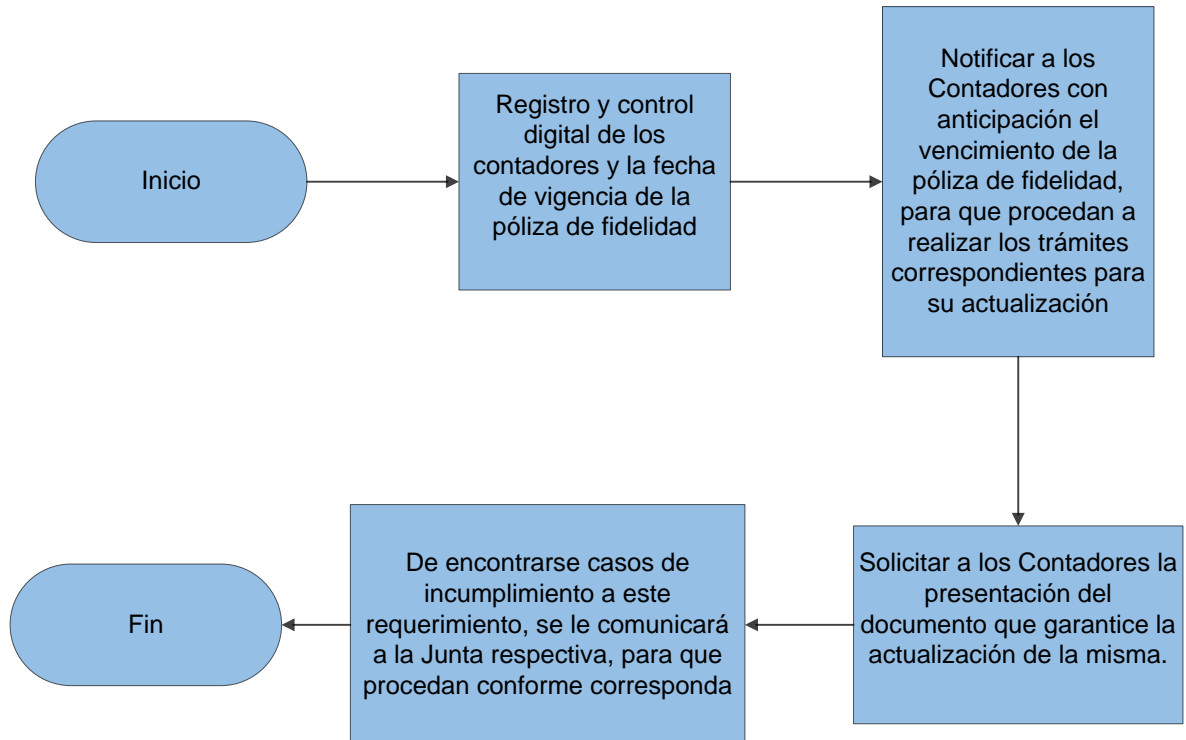 Inicio
Registro y control
digital de los
contadores y la fecha
de vigencia de la
póliza de fidelidad
Notificar a los
Contadores con
anticipación el
vencimiento de la
póliza de fidelidad,
para que procedan a
realizar los trámites
correspondientes para
su actualización
Solicitar a los Contadores la
presentación del
documento que garantice la
actualización de la misma.
De encontrarse casos de
incumplimiento a este
requerimiento, se le comunicará
a la Junta respectiva, para que
procedan conforme corresponda
Fin